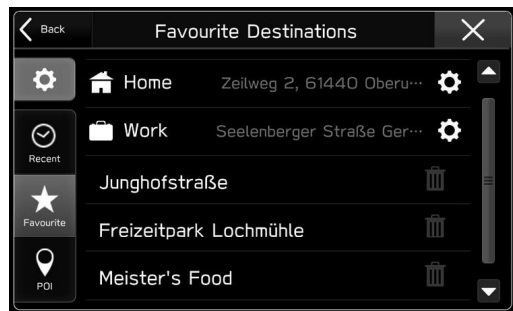 Back
Favourite Destinations
Home Zeilweg 2, 61440 Oberu···
Work Seelenberger Straße Ger···
Recent
Junghofstraße
Favourite
Freizeitpark Lochmühle
POI
Meister's Food